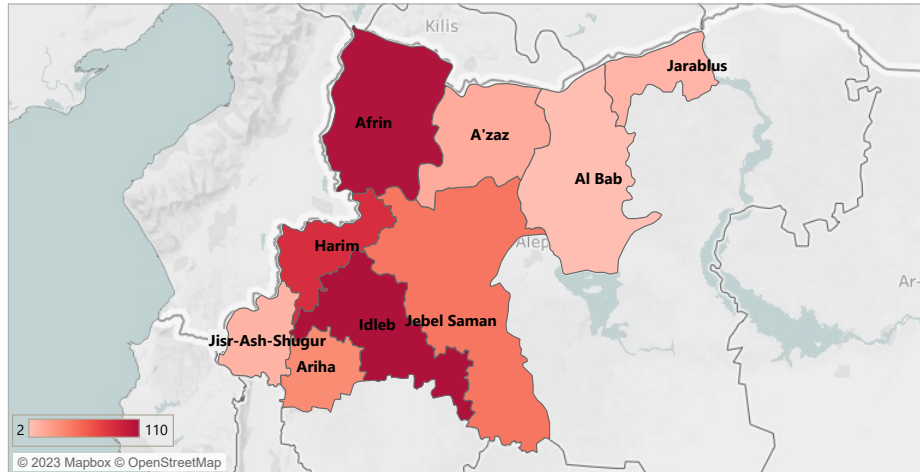 Kilis
Jarablus
Afrin
A'zaz
Al Bab
Harim
Alep
Ar-
Idleb
Jebel Saman
Jisr-Ash-Shugur
Ariha
2 110
© 2023 Mapbox © OpenStreetMap